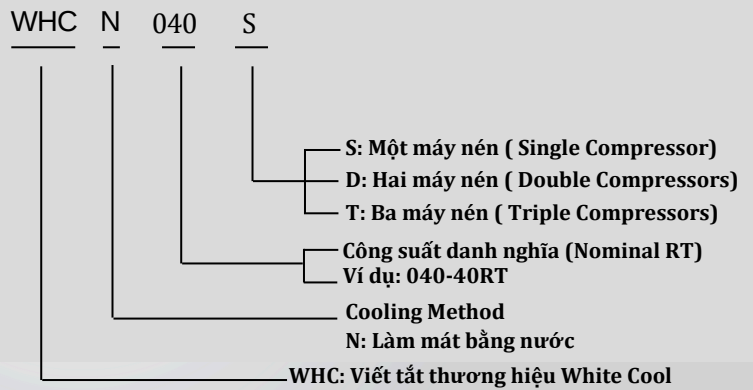 WHC N 040 S
S: Một máy nén ( Single Compressor)
D: Hai máy nén ( Double Compressors)
T: Ba máy nén ( Triple Compressors)
Công suất danh nghĩa (Nominal RT)
Ví dụ: 040-40RT
Cooling Method
N: Làm mát bằng nước
WHC: Viết tắt thương hiệu White Cool